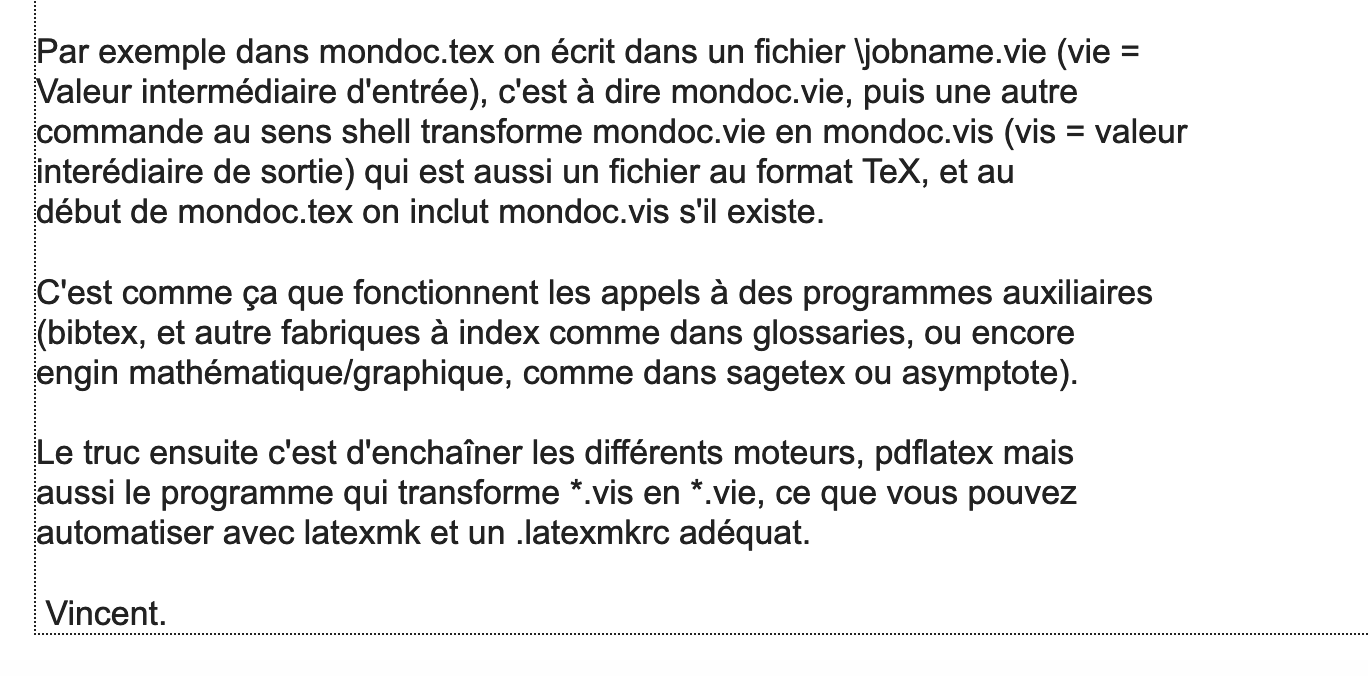 Par exemple dans mondoc.tex on écrit dans un fichier \jobname.vie (vie =
Valeur intermédiaire d'entrée), c'est à dire mondoc.vie, puis une autre
commande au sens shell transforme mondoc.vie en mondoc.vis (vis = valeur
interédiaire de sortie) qui est aussi un fichier au format TeX, et au
début de mondoc.tex on inclut mondoc.vis s'il existe.
C'est comme ça que fonctionnent les appels à des programmes auxiliaires
(bibtex, et autre fabriques à index comme dans glossaries, ou encore
engin mathématique/graphique, comme dans sagetex ou asymptote).
Le truc ensuite c'est d'enchaîner les différents moteurs, pdflatex mais
aussi le programme qui transforme *.vis en *.vie, ce que vous pouvez
automatiser avec latexmk et un .latexmkrc adéquat.
Vincent.